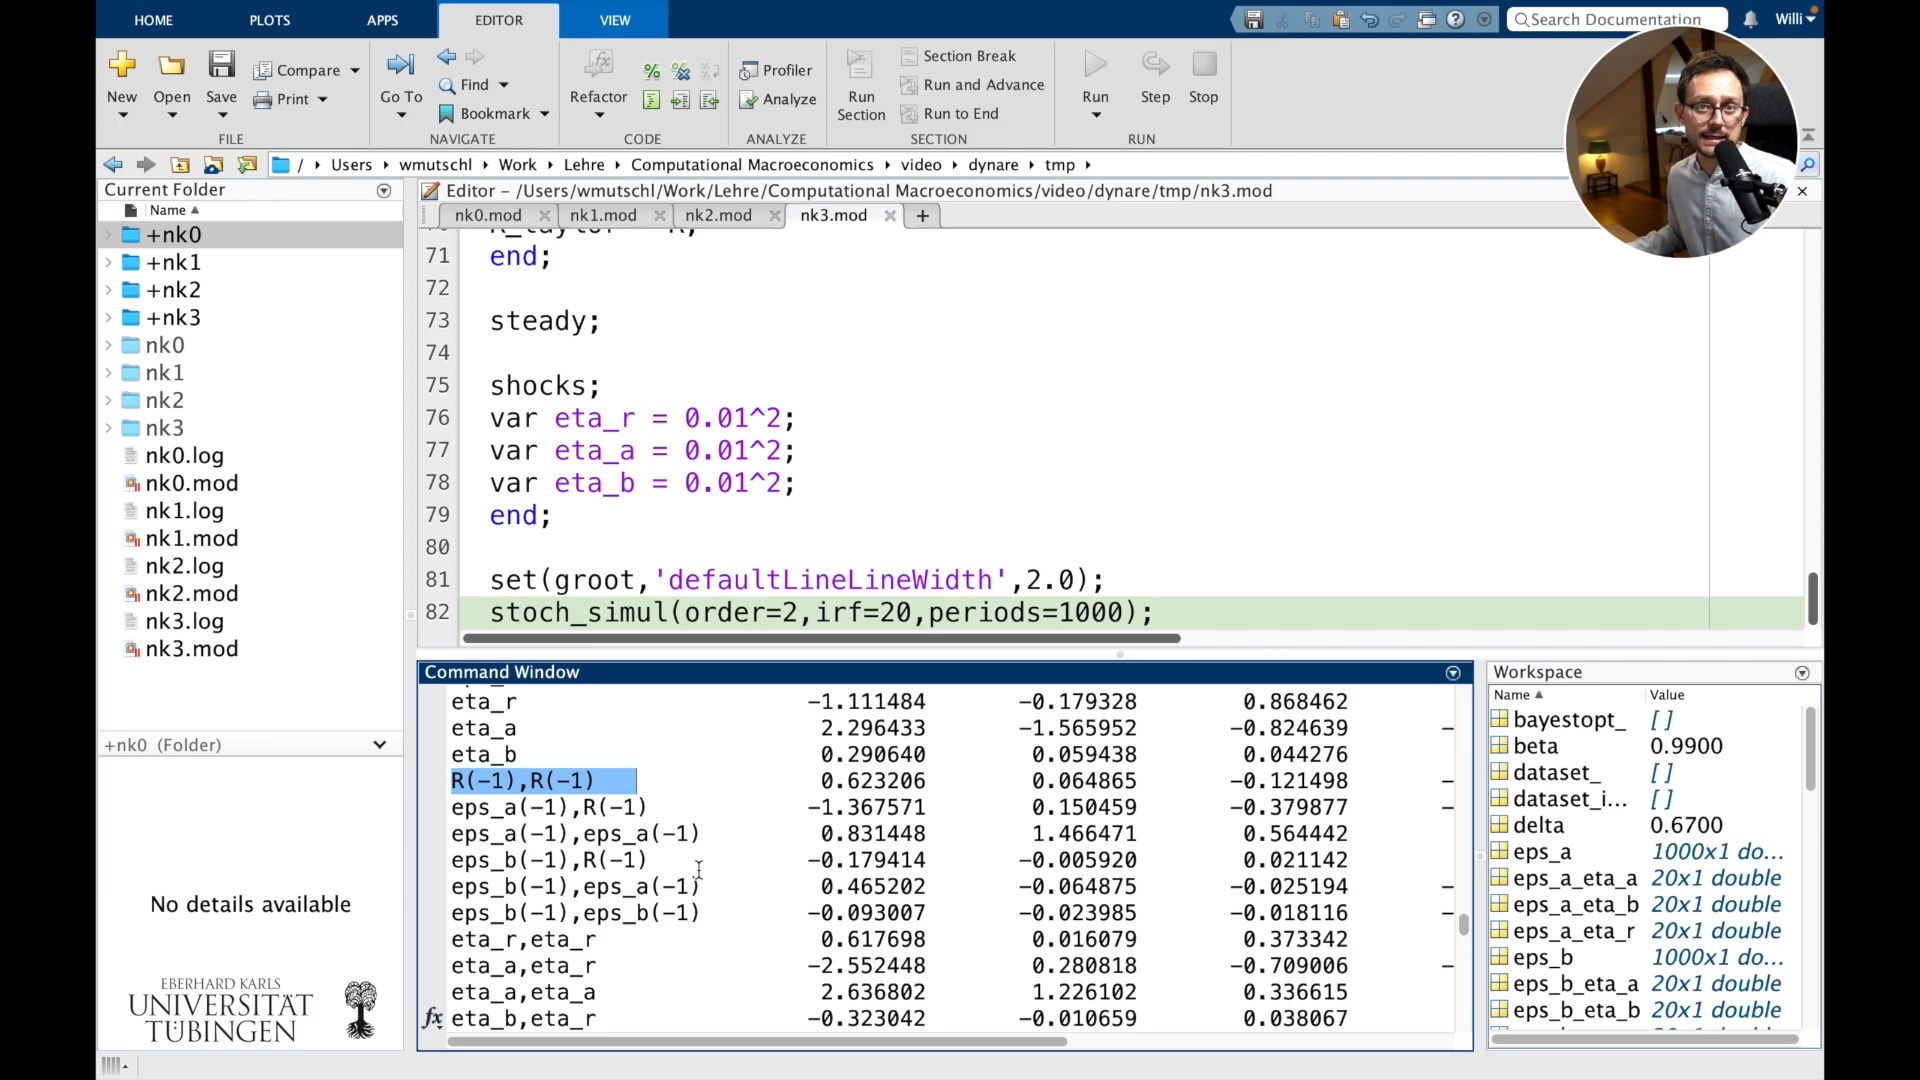 HOME PLOTS APPS EDITOR VIEW Search Documentation Willi
New Open Save Compare Print Go To Find Bookmark Refactor Profiler Analyze Run Section Section Break Run and Advance Run to End Run Step Stop
FILE NAVIGATE CODE ANALYZE SECTION RUN
/ Users wmutschl Work Lehre Computational Macroeconomics video dynare tmp
Current Folder
Name
+nk0
+nk1
+nk2
+nk3
nk0
nk1
nk2
nk3
nk0.log
nk0.mod
nk1.log
nk1.mod
nk2.log
nk2.mod
nk3.log
nk3.mod
+nk0 (Folder)
No details available
EBERHARD KARLS
UNIVERSITÄT
TÜBINGEN
Editor - /Users/wmutschl/Work/Lehre/Computational Macroeconomics/video/dynare/tmp/nk3.mod
nk0.mod nk1.mod nk2.mod nk3.mod
71 end;
72
73 steady;
74
75 shocks;
76 var eta_r = 0.01^2;
77 var eta_a = 0.01^2;
78 var eta_b = 0.01^2;
79 end;
80
81 set(groot,'defaultLineLineWidth',2.0);
82 stoch_simul(order=2,irf=20,periods=1000);
Command Window
eta_r -1.111484 -0.179328 0.868462
eta_a 2.296433 -1.565952 -0.824639 -
eta_b 0.290640 0.059438 0.044276
R(-1),R(-1) 0.623206 0.064865 -0.121498 -
eps_a(-1),R(-1) -1.367571 0.150459 -0.379877 -
eps_a(-1),eps_a(-1) 0.831448 1.466471 0.564442
eps_b(-1),R(-1) -0.179414 -0.005920 0.021142
eps_b(-1),eps_a(-1) 0.465202 -0.064875 -0.025194 -
eps_b(-1),eps_b(-1) -0.093007 -0.023985 -0.018116 -
eta_r,eta_r 0.617698 0.016079 0.373342
eta_a,eta_r -2.552448 0.280818 -0.709006 -
eta_a,eta_a 2.636802 1.226102 0.336615
fx eta_b,eta_r -0.323042 -0.010659 0.038067
Workspace
Name Value
bayestopt_ []
beta 0.9900
dataset_ []
dataset_i... []
delta 0.6700
eps_a 1000x1 do...
eps_a_eta_a 20x1 double
eps_a_eta_b 20x1 double
eps_a_eta_r 20x1 double
eps_b 1000x1 do...
eps_b_eta_a 20x1 double
eps_b_eta_b 20x1 double